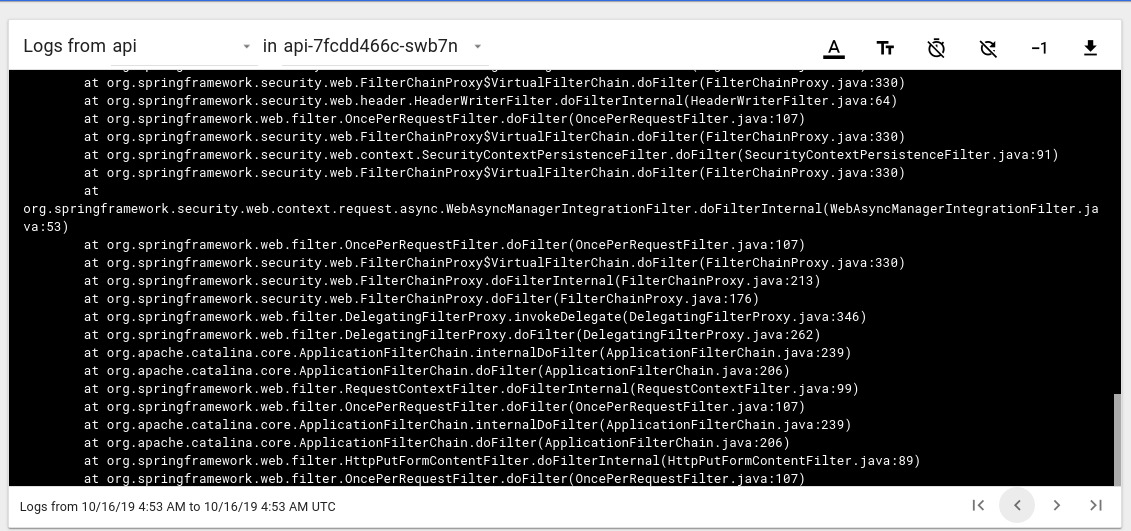 Logs from api in api-7fcdd466c-swb7n A Tт −1
at org.springframework.security.web.FilterChainProxy$VirtualFilterChain.doFilter(FilterChainProxy.java:330)
at org.springframework.security.web.header.HeaderWriterFilter.doFilterInternal(HeaderWriterFilter.java:64)
at org.springframework.web.filter.OncePerRequestFilter.doFilter(OncePerRequestFilter.java:107)
at org.springframework.security.web.FilterChainProxy$VirtualFilterChain.doFilter(FilterChainProxy.java:330)
at org.springframework.security.web.context.SecurityContextPersistenceFilter.doFilter(SecurityContextPersistenceFilter.java:91)
at org.springframework.security.web.FilterChainProxy$VirtualFilterChain.doFilter(FilterChainProxy.java:330)
at
org.springframework.security.web.context.request.async.WebAsyncManagerIntegrationFilter.doFilterInternal(WebAsyncManagerIntegrationFilter.ja
va:53)
at org.springframework.web.filter.OncePerRequestFilter.doFilter(OncePerRequestFilter.java:107)
at org.springframework.security.web.FilterChainProxy$VirtualFilterChain.doFilter(FilterChainProxy.java:330)
at org.springframework.security.web.FilterChainProxy.doFilterInternal(FilterChainProxy.java:213)
at org.springframework.security.web.FilterChainProxy.doFilter(FilterChainProxy.java:176)
at org.springframework.web.filter.DelegatingFilterProxy.invokeDelegate(DelegatingFilterProxy.java:346)
at org.springframework.web.filter.DelegatingFilterProxy.doFilter(DelegatingFilterProxy.java:262)
at org.apache.catalina.core.ApplicationFilterChain.internalDoFilter(ApplicationFilterChain.java:239)
at org.apache.catalina.core.ApplicationFilterChain.doFilter(ApplicationFilterChain.java:206)
at org.springframework.web.filter.RequestContextFilter.doFilterInternal(RequestContextFilter.java:99)
at org.springframework.web.filter.OncePerRequestFilter.doFilter(OncePerRequestFilter.java:107)
at org.apache.catalina.core.ApplicationFilterChain.internalDoFilter(ApplicationFilterChain.java:239)
at org.apache.catalina.core.ApplicationFilterChain.doFilter(ApplicationFilterChain.java:206)
at org.springframework.web.filter.HttpPutFormContentFilter.doFilterInternal(HttpPutFormContentFilter.java:89)
at org.springframework.web.filter.OncePerRequestFilter.doFilter(OncePerRequestFilter.java:107)
Logs from 10/16/19 4:53 AM to 10/16/19 4:53 AM UTC